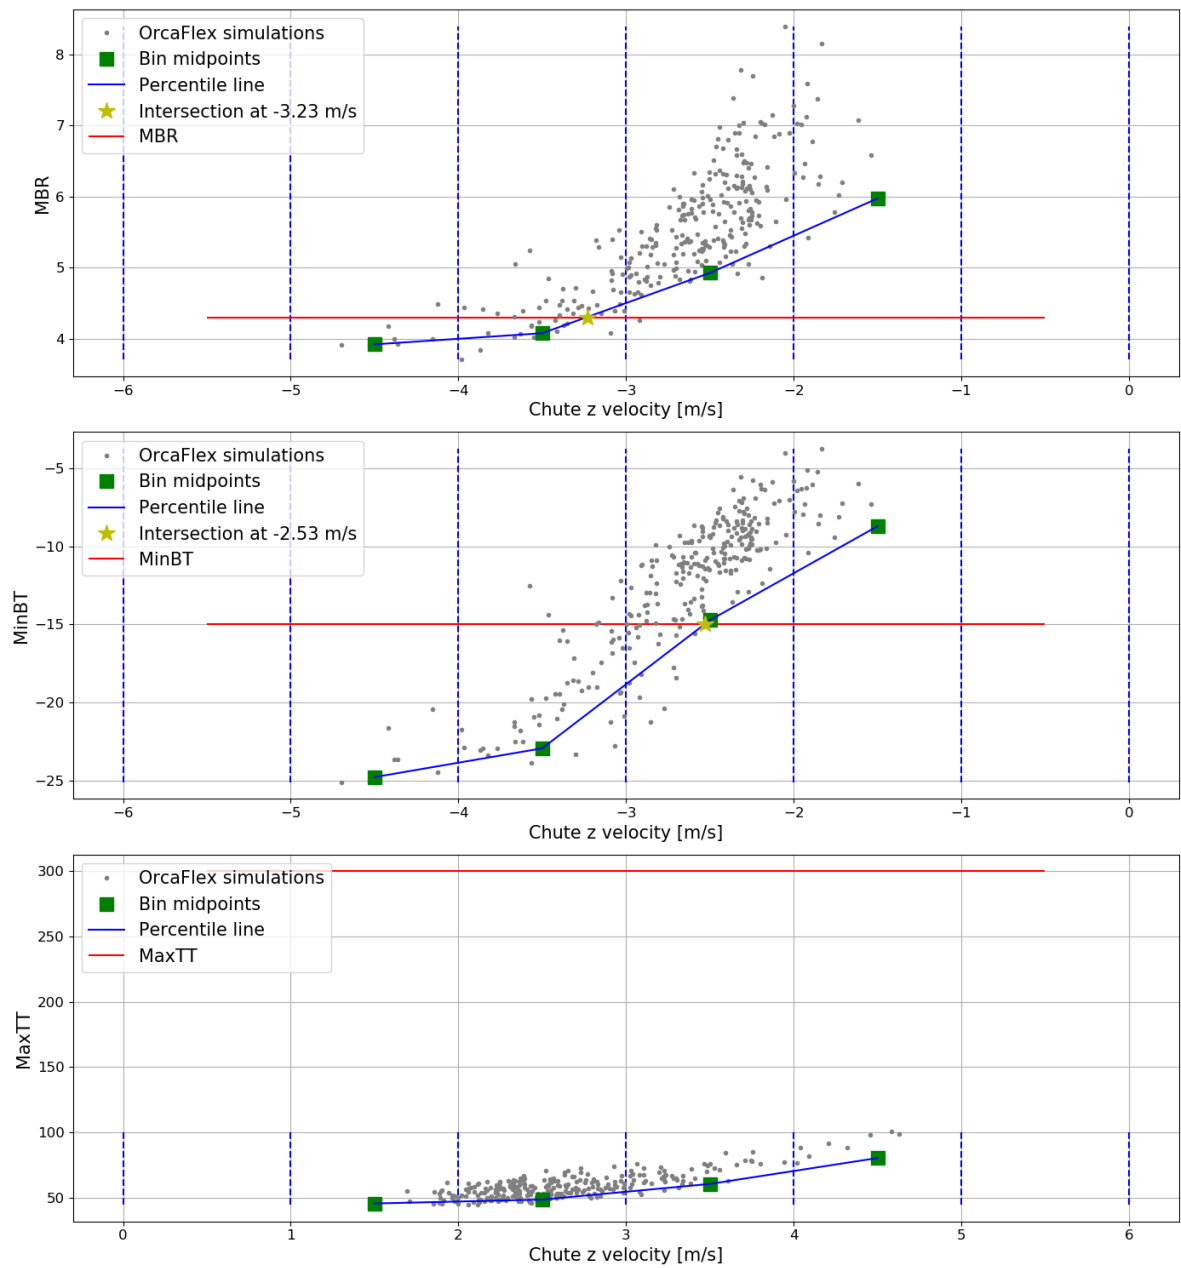 OrcaFlex simulations
Bin midpoints
Percentile line
Intersection at -3.23 m/s
MBR
8
7
6
5
4
MBR
−6 −5 −4 −3 −2 −1 0
Chute z velocity [m/s]
OrcaFlex simulations
Bin midpoints
Percentile line
Intersection at -2.53 m/s
MinBT
−5
−10
−15
−20
−25
MinBT
−6 −5 −4 −3 −2 −1 0
Chute z velocity [m/s]
OrcaFlex simulations
Bin midpoints
Percentile line
MaxTT
300
250
200
150
100
50
MaxTT
0 1 2 3 4 5 6
Chute z velocity [m/s]